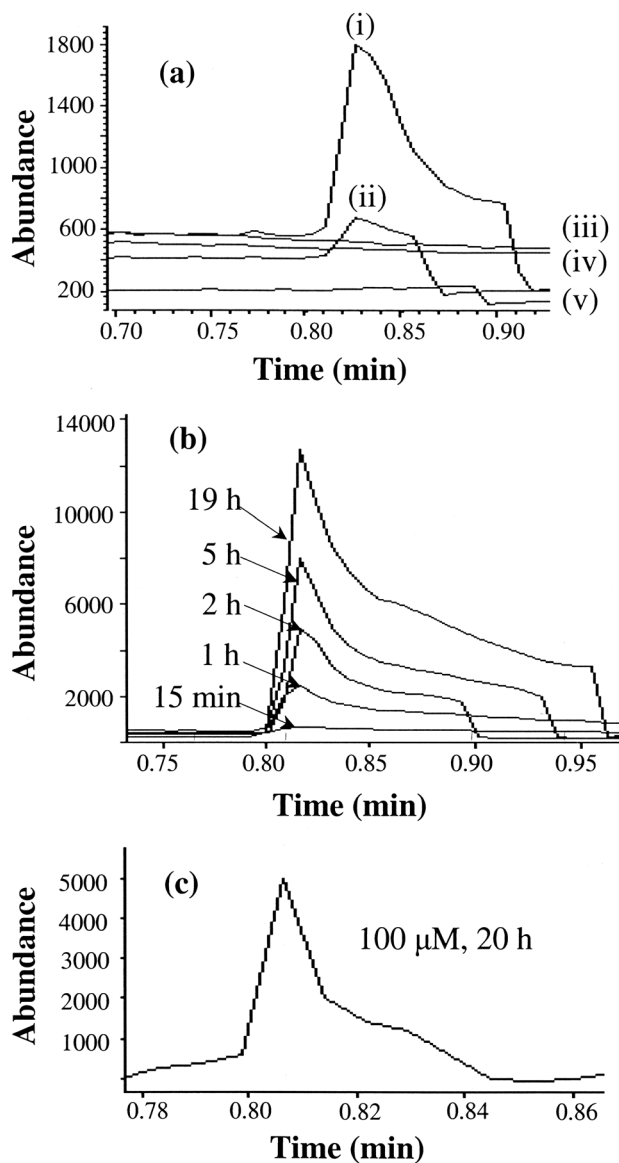 (i)
1800
(a)
1400
1000
(ii)
600
(iii)
(iv)
200
(v)
Abundance
0.70 0.75 0.80 0.85 0.90
Time (min)
14000
(b)
19 h
10000
5 h
2 h
6000
1 h
2000
15 min
Abundance
0.75 0.80 0.85 0.90 0.95
Time (min)
5000
(c)
4000
100 μM, 20 h
3000
2000
1000
Abundance
0.78 0.80 0.82 0.84 0.86
Time (min)